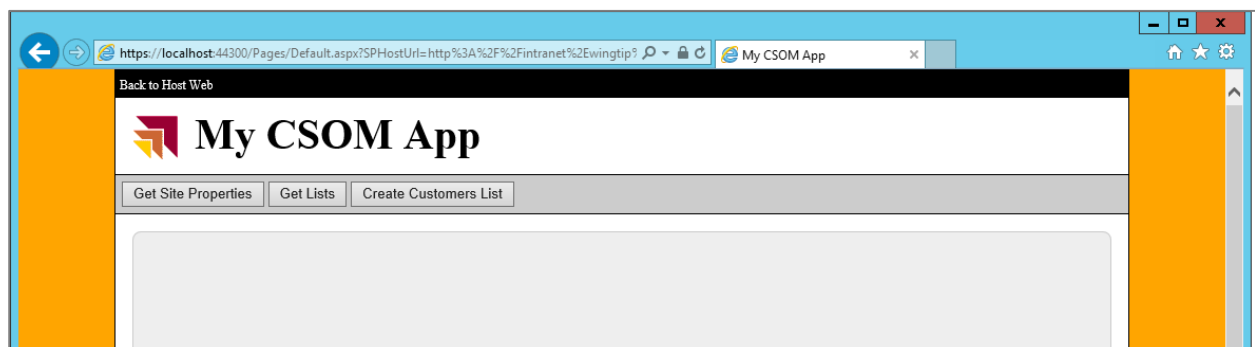 https://localhost:44300/Pages/Default.aspx?SPHostUrl=http%3A%2F%2Fintranet%2Ewingtip%
My CSOM App
Back to Host Web
My CSOM App
Get Site Properties Get Lists Create Customers List